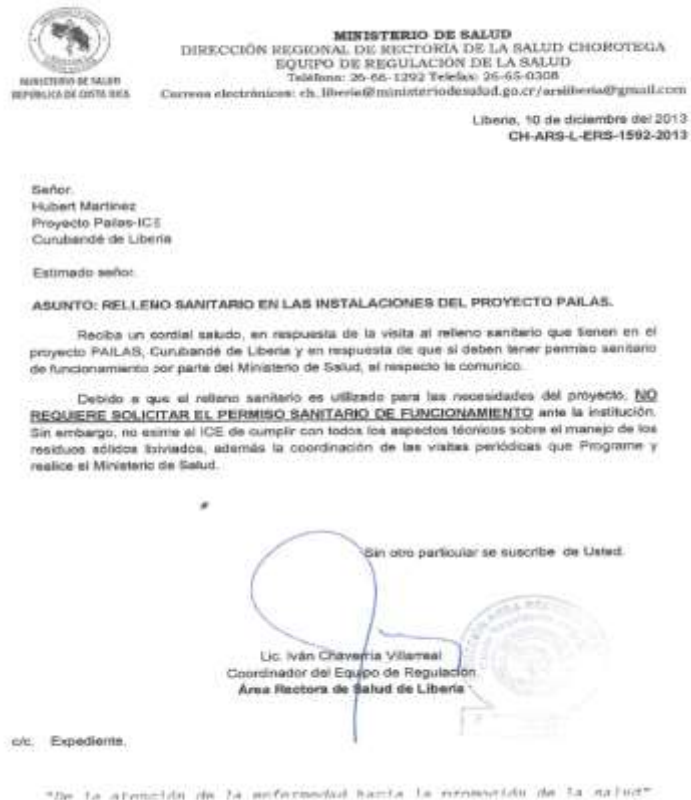 MINISTERIO DE SALUD
DIRECCIÓN REGIONAL DE RECTORÍA DE LA SALUD CHOROTEGA
EQUIPO DE REGULACIÓN DE LA SALUD
Teléfono: 26-66-1292 Telefax: 26-65-0308
Correos electrónicos: ch_liberia@ministeriodesalud.go.cr/arsliberia@gmail.com
MINISTERIO DE SALUD
REPÚBLICA DE COSTA RICA
Liberia, 10 de diciembre del 2013
CH-ARS-L-ERS-1592-2013
Señor.
Hubert Martínez
Proyecto Pailas-ICE
Curubandé de Liberia
Estimado señor.
ASUNTO: RELLENO SANITARIO EN LAS INSTALACIONES DEL PROYECTO PAILAS.
Reciba un cordial saludo, en respuesta de la visita al relleno sanitario que tienen en el
proyecto PAILAS, Curubandé de Liberia y en respuesta de que si deben tener permiso sanitario
de funcionamiento por parte del Ministerio de Salud, al respecto le comunico.
Debido a que el relleno sanitario es utilizado para las necesidades del proyecto, NO
REQUIERE SOLICITAR EL PERMISO SANITARIO DE FUNCIONAMIENTO ante la institución.
Sin embargo, no exime al ICE de cumplir con todos los aspectos técnicos sobre el manejo de los
residuos sólidos lixiviados, además la coordinación de las visitas periódicas que Programe y
realice el Ministerio de Salud.
Sin otro particular se suscribe de Usted.
Lic. Iván Chavarría Villarreal
Coordinador del Equipo de Regulación
Área Rectora de Salud de Liberia
c/c. Expediente.
"De la atención de la enfermedad hacia la promoción de la salud"